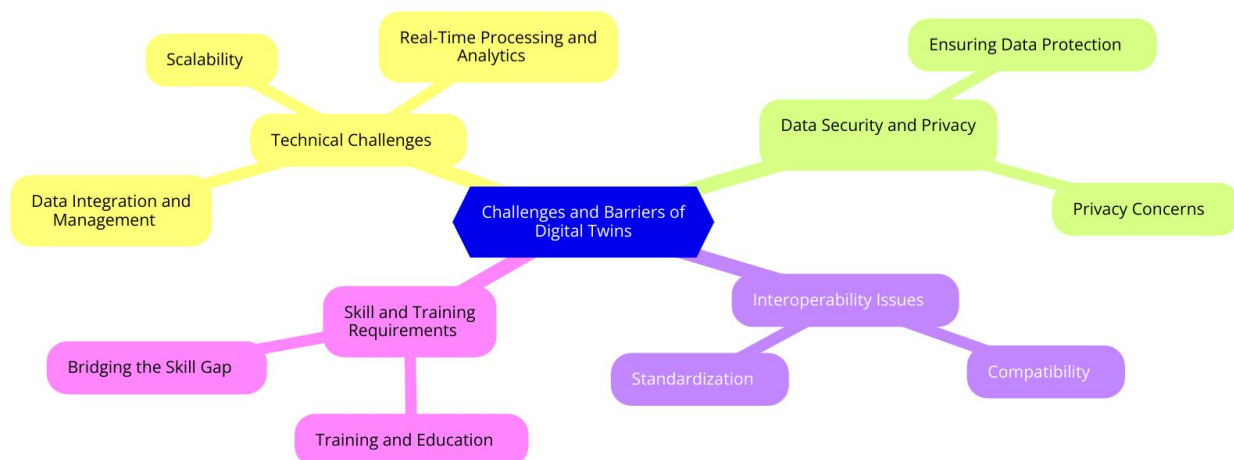 Challenges and Barriers of
Digital Twins
Technical Challenges
Scalability
Real-Time Processing and
Analytics
Data Integration and
Management
Data Security and Privacy
Ensuring Data Protection
Privacy Concerns
Skill and Training
Requirements
Bridging the Skill Gap
Training and Education
Interoperability Issues
Standardization
Compatibility